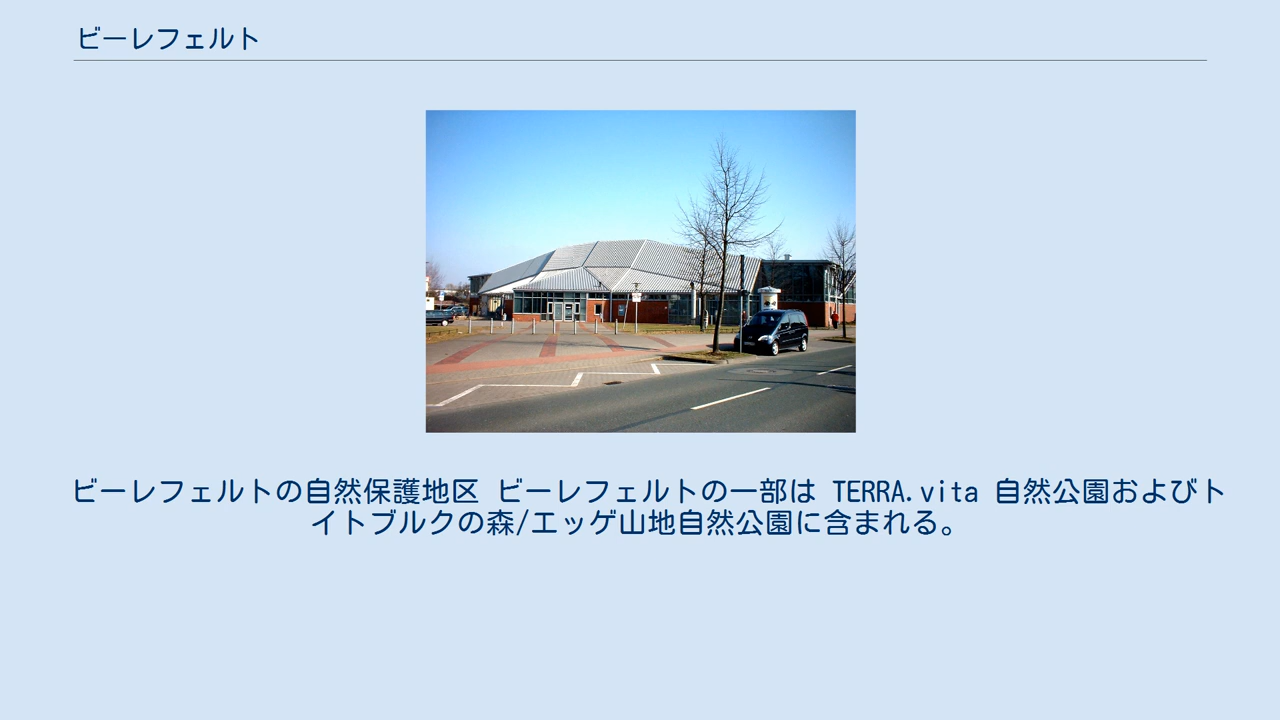 ビーレフェルト
ビーレフェルトの自然保護地区 ビーレフェルトの一部は TERRA.vita 自然公園およびト
イトブルクの森/エッゲ山地自然公園に含まれる。